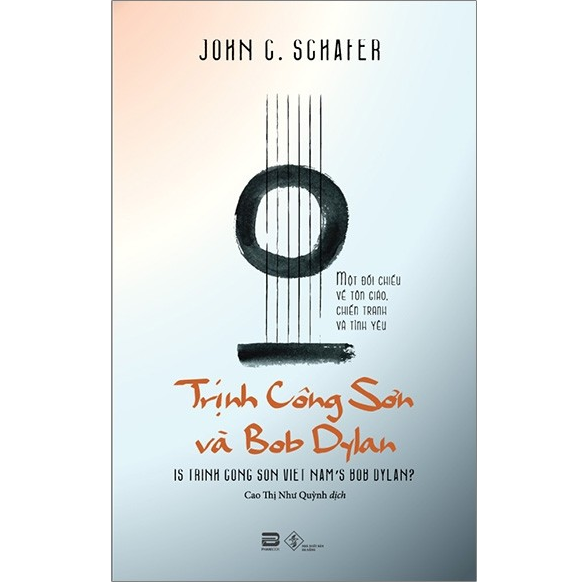 JOHN C. SCHAFER
MỘT ĐỐI CHIẾU
VỀ TÔN GIÁO,
CHIẾN TRANH
VÀ TÌNH YÊU
Trịnh Công Sơn
và Bob Dylan
IS TRINH CONG SON VIET NAM'S BOB DYLAN?
Cao Thị Như Quỳnh dịch